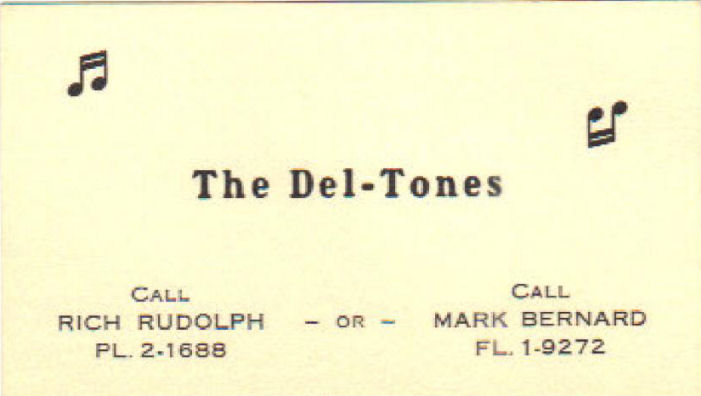 The Del-Tones
CALL
RICH RUDOLPH
PL. 2-1688
- OR -
CALL
MARK BERNARD
FL. 1-9272